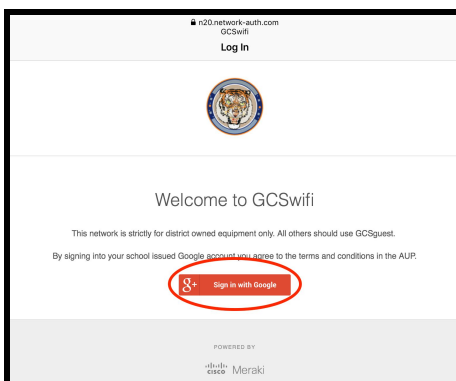 n20.network-auth.com
GCSwifi
Log In
Welcome to GCSwifi
This network is strictly for district owned equipment only. All others should use GCSguest.
By signing into your school issued Google account you agree to the terms and conditions in the AUP.
g+ Sign in with Google
POWERED BY
cisco Meraki